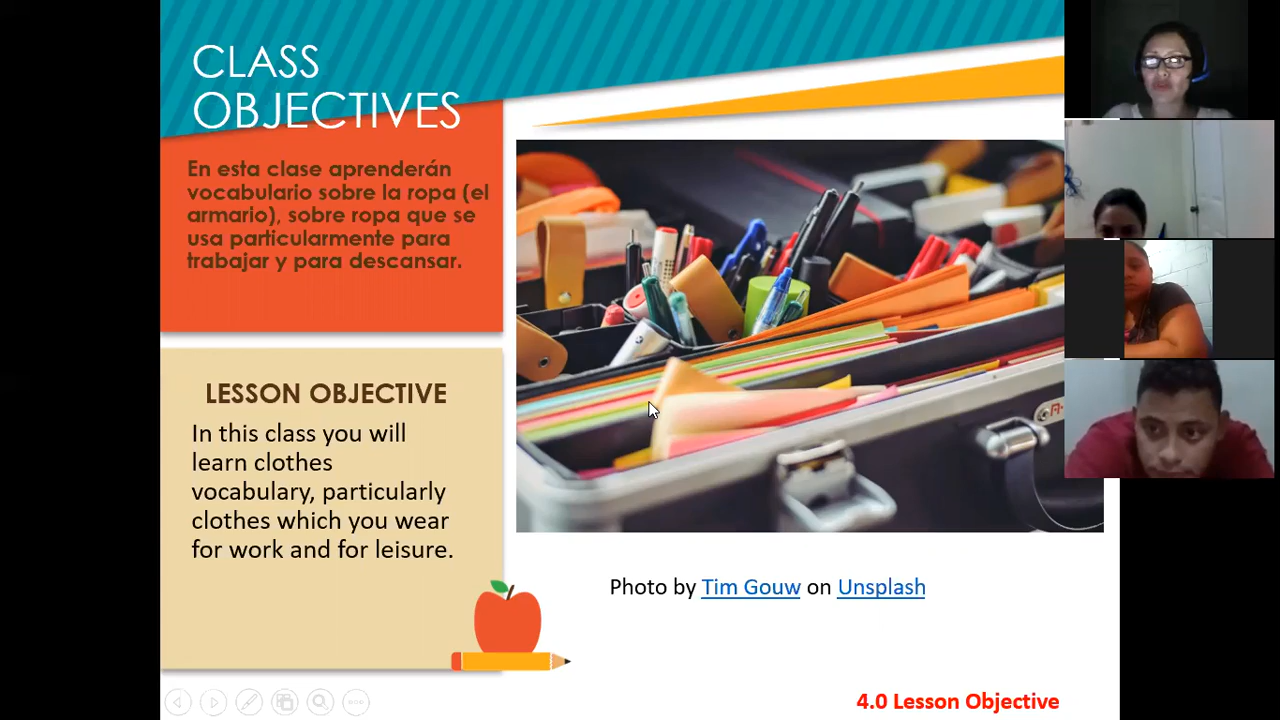 CLASS
OBJECTIVES
En esta clase aprenderán
vocabulario sobre la ropa (el
armario), sobre ropa que se
usa particularmente para
trabajar y para descansar.
LESSON OBJECTIVE
In this class you will
learn clothes
vocabulary, particularly
clothes which you wear
for work and for leisure.
Photo by Tim Gouw on Unsplash
4.0 Lesson Objective